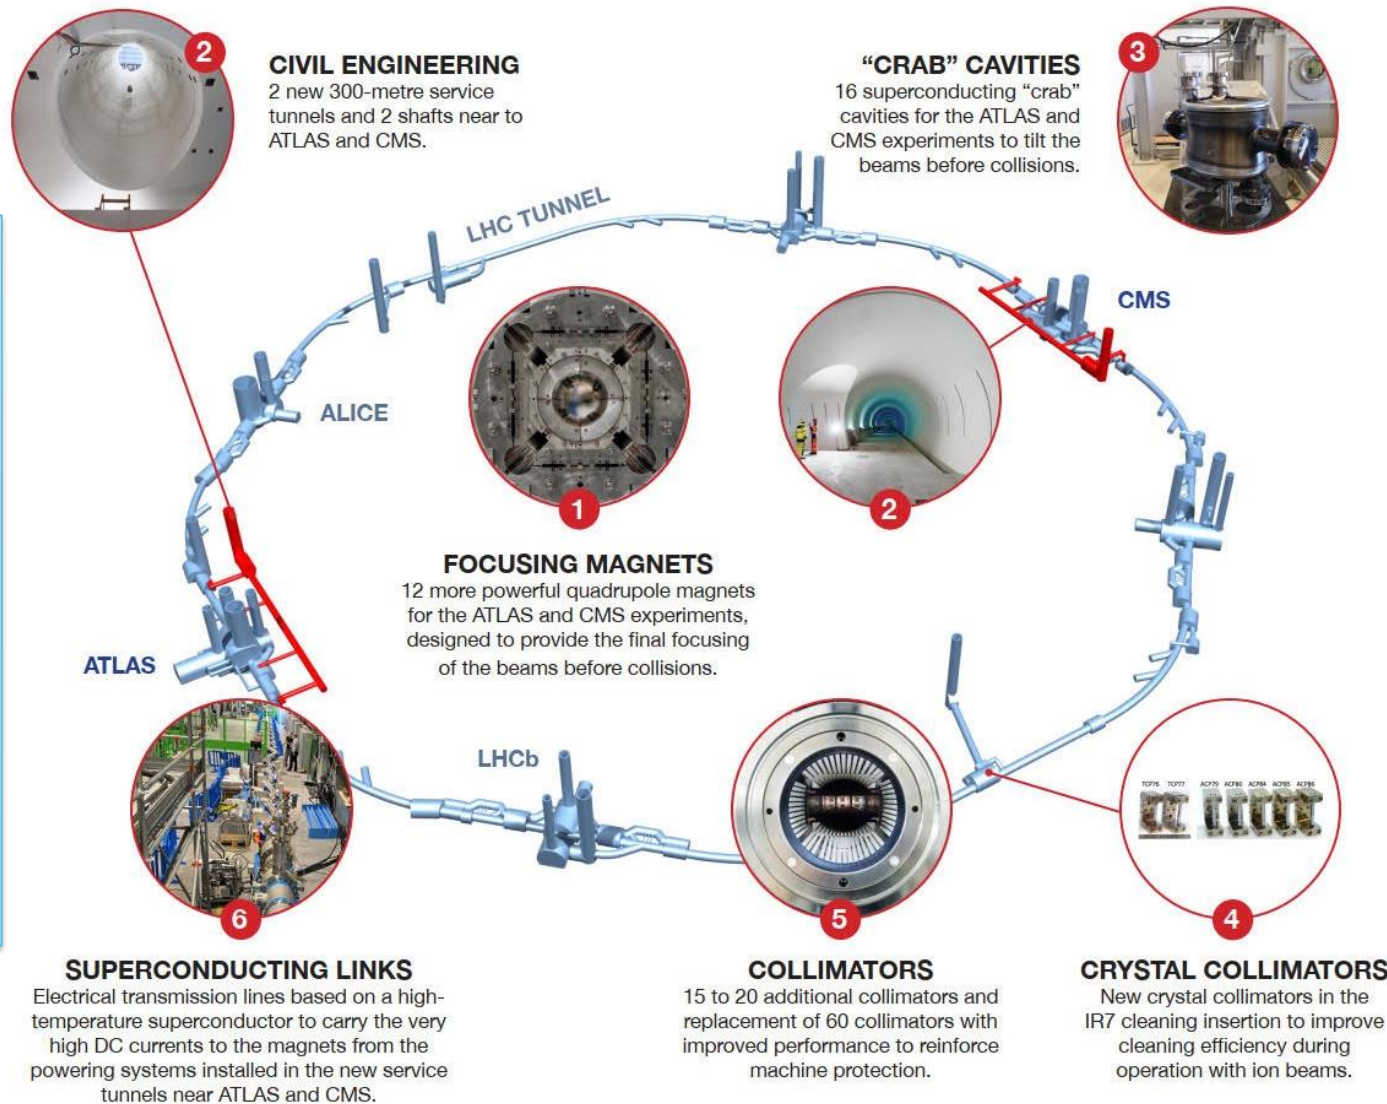 2
CIVIL ENGINEERING
2 new 300-metre service
tunnels and 2 shafts near to
ATLAS and CMS.
“CRAB” CAVITIES
16 superconducting “crab”
cavities for the ATLAS and
CMS experiments to tilt the
beams before collisions.
3
LHC TUNNEL
CMS
ALICE
1
2
FOCUSING MAGNETS
12 more powerful quadrupole magnets
for the ATLAS and CMS experiments,
designed to provide the final focusing
of the beams before collisions.
ATLAS
LHCb
TCP76 TCP77 ACP79 ACP80 ACP84 ACP85 ACP86
6
5
4
SUPERCONDUCTING LINKS
Electrical transmission lines based on a high-
temperature superconductor to carry the very
high DC currents to the magnets from the
powering systems installed in the new service
tunnels near ATLAS and CMS.
COLLIMATORS
15 to 20 additional collimators and
replacement of 60 collimators with
improved performance to reinforce
machine protection.
CRYSTAL COLLIMATORS
New crystal collimators in the
IR7 cleaning insertion to improve
cleaning efficiency during
operation with ion beams.